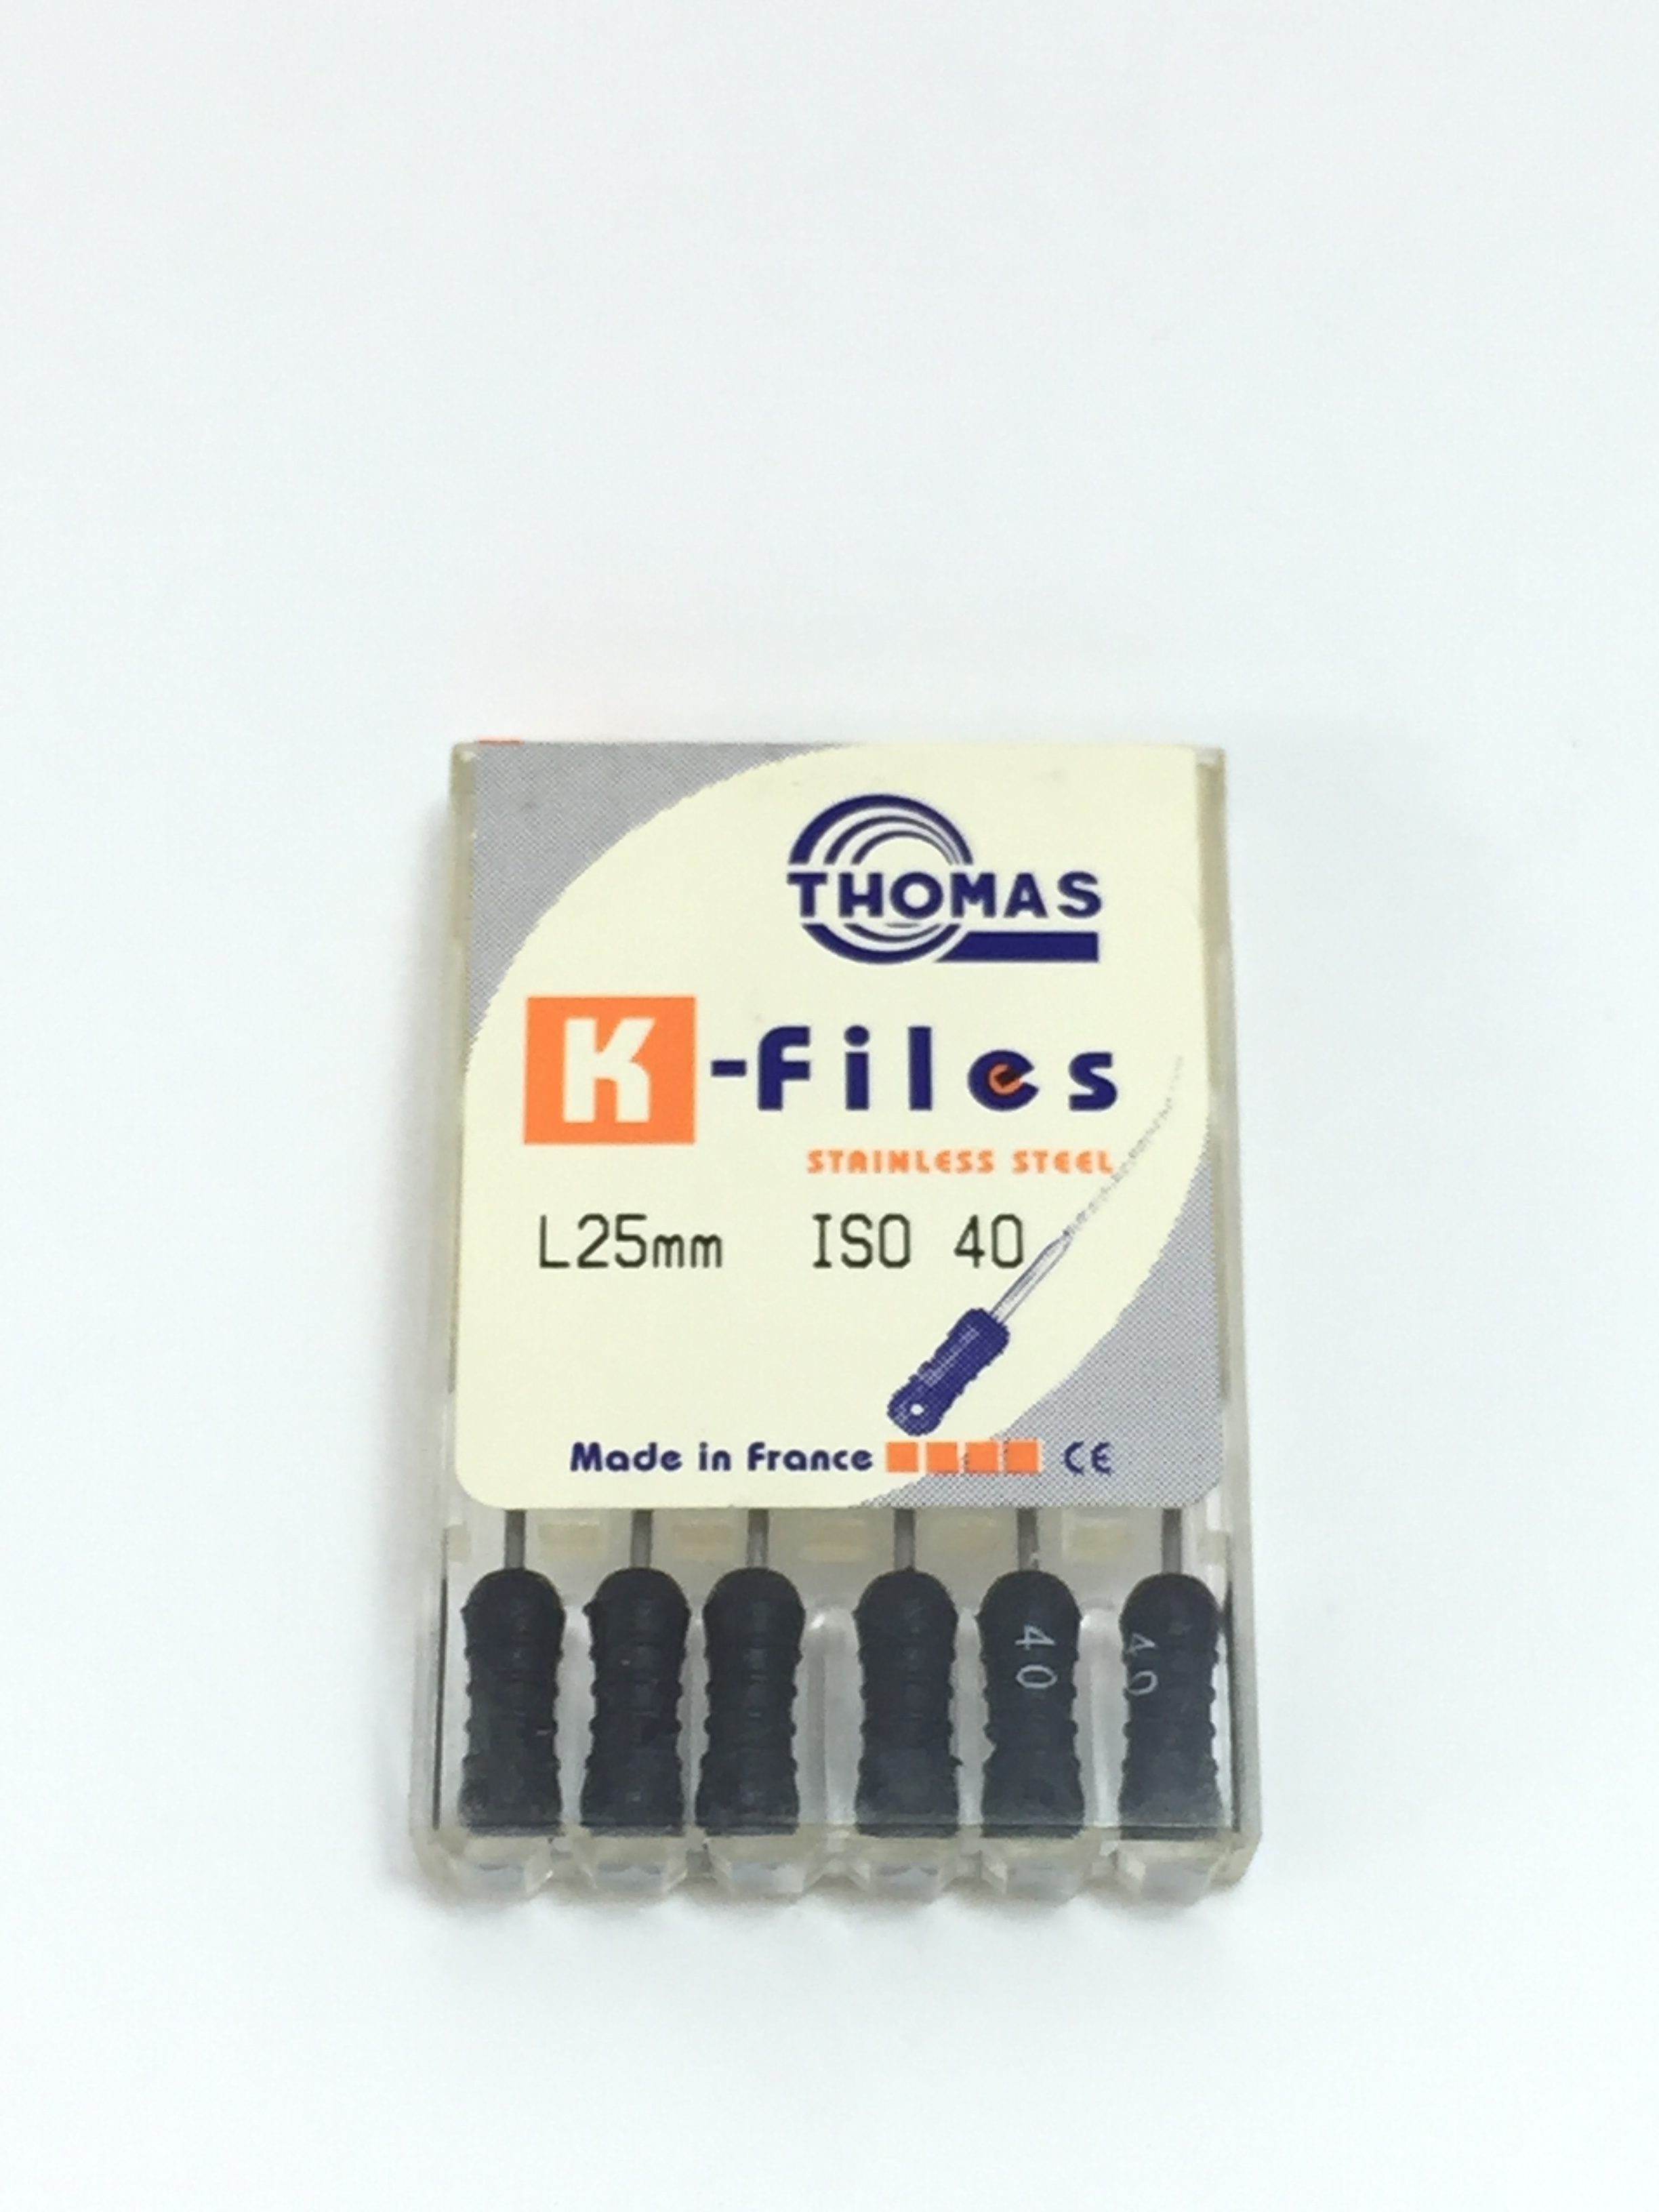 THOMAS
K-Files
STAINLESS STEEL
L25mm ISO 40
Made in France CE
40 40